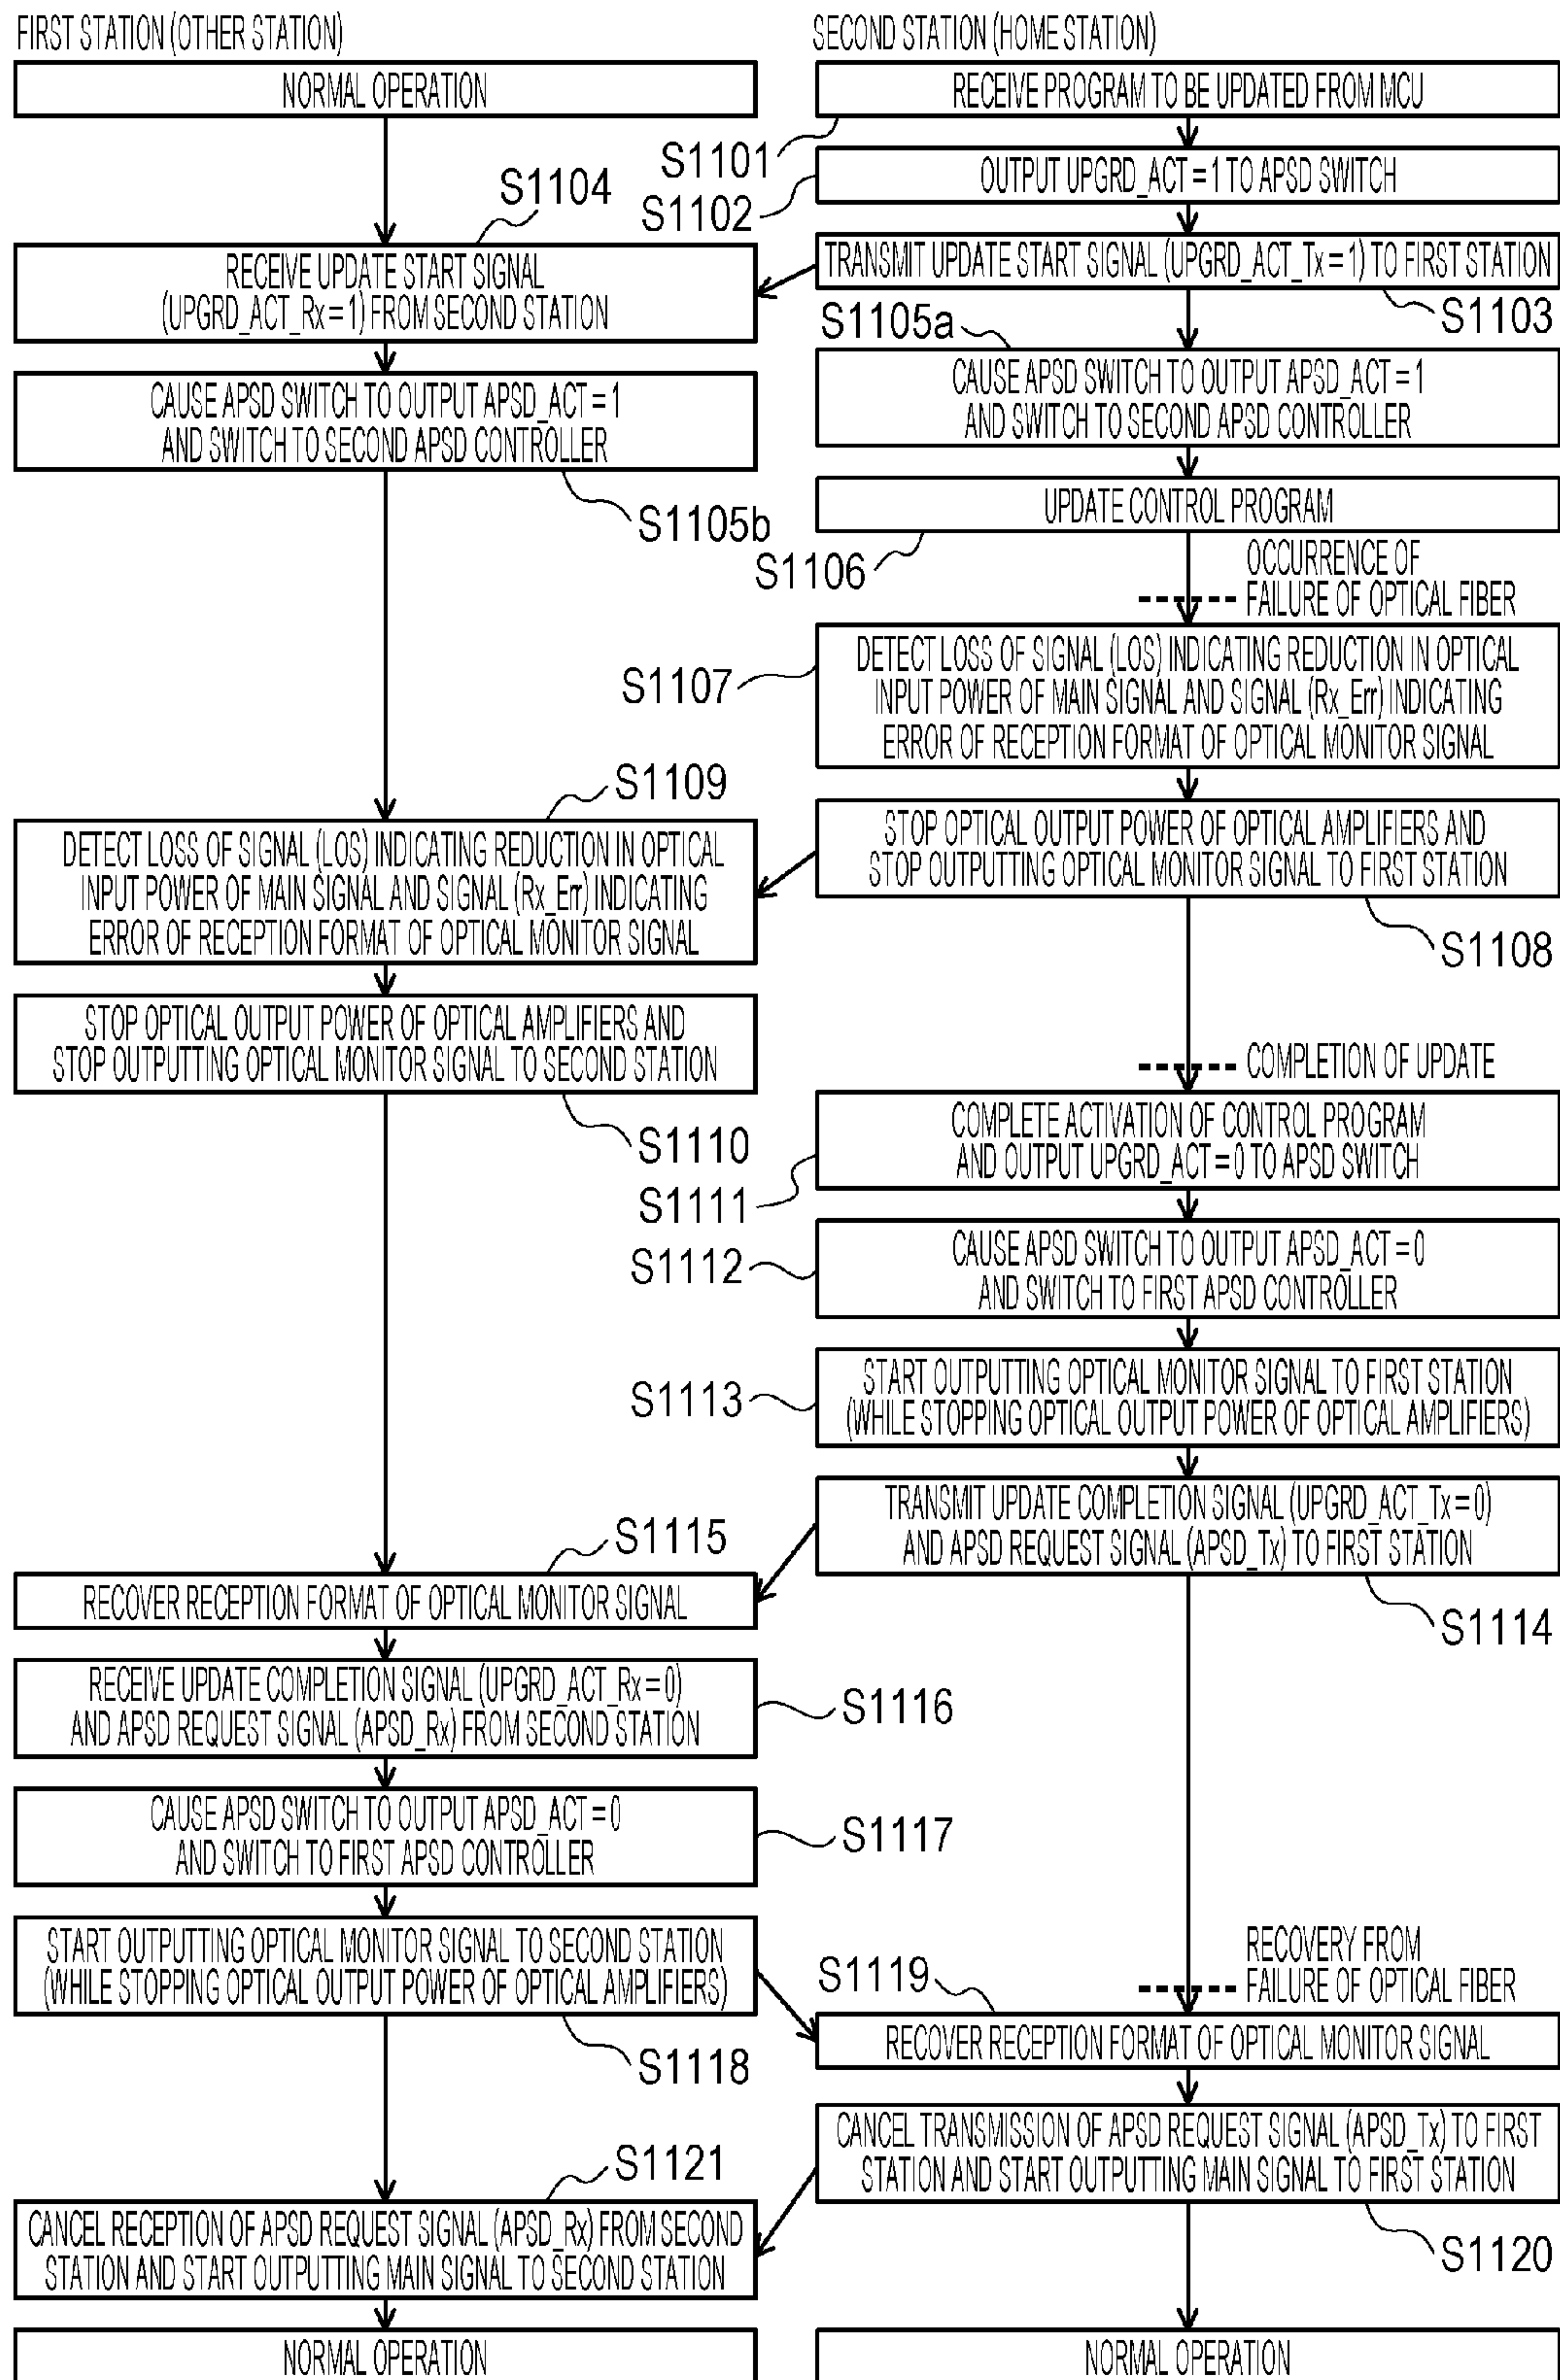 FIRST STATION (OTHER STATION)
SECOND STATION (HOME STATION)
NORMAL OPERATION
RECEIVE PROGRAM TO BE UPDATED FROM MCU
S1101
OUTPUT UPGRD_ACT = 1 TO APSD SWITCH
S1102
TRANSMIT UPDATE START SIGNAL (UPGRD_ACT_Tx = 1) TO FIRST STATION
S1103
S1104
RECEIVE UPDATE START SIGNAL
(UPGRD_ACT_Rx = 1) FROM SECOND STATION
S1105a
CAUSE APSD SWITCH TO OUTPUT APSD_ACT = 1
AND SWITCH TO SECOND APSD CONTROLLER
CAUSE APSD SWITCH TO OUTPUT APSD_ACT = 1
AND SWITCH TO SECOND APSD CONTROLLER
S1105b
UPDATE CONTROL PROGRAM
S1106
OCCURRENCE OF
FAILURE OF OPTICAL FIBER
S1107
DETECT LOSS OF SIGNAL (LOS) INDICATING REDUCTION IN OPTICAL
INPUT POWER OF MAIN SIGNAL AND SIGNAL (Rx_Err) INDICATING
ERROR OF RECEPTION FORMAT OF OPTICAL MONITOR SIGNAL
STOP OPTICAL OUTPUT POWER OF OPTICAL AMPLIFIERS AND
STOP OUTPUTTING OPTICAL MONITOR SIGNAL TO FIRST STATION
S1108
S1109
DETECT LOSS OF SIGNAL (LOS) INDICATING REDUCTION IN OPTICAL
INPUT POWER OF MAIN SIGNAL AND SIGNAL (Rx_Err) INDICATING
ERROR OF RECEPTION FORMAT OF OPTICAL MONITOR SIGNAL
STOP OPTICAL OUTPUT POWER OF OPTICAL AMPLIFIERS AND
STOP OUTPUTTING OPTICAL MONITOR SIGNAL TO SECOND STATION
S1110
COMPLETION OF UPDATE
COMPLETE ACTIVATION OF CONTROL PROGRAM
AND OUTPUT UPGRD_ACT = 0 TO APSD SWITCH
S1111
S1112
CAUSE APSD SWITCH TO OUTPUT APSD_ACT = 0
AND SWITCH TO FIRST APSD CONTROLLER
S1113
START OUTPUTTING OPTICAL MONITOR SIGNAL TO FIRST STATION
(WHILE STOPPING OPTICAL OUTPUT POWER OF OPTICAL AMPLIFIERS)
TRANSMIT UPDATE COMPLETION SIGNAL (UPGRD_ACT_Tx = 0)
AND APSD REQUEST SIGNAL (APSD_Tx) TO FIRST STATION
S1114
S1115
RECOVER RECEPTION FORMAT OF OPTICAL MONITOR SIGNAL
RECEIVE UPDATE COMPLETION SIGNAL (UPGRD_ACT_Rx = 0)
AND APSD REQUEST SIGNAL (APSD_Rx) FROM SECOND STATION
S1116
CAUSE APSD SWITCH TO OUTPUT APSD_ACT = 0
AND SWITCH TO FIRST APSD CONTROLLER
S1117
START OUTPUTTING OPTICAL MONITOR SIGNAL TO SECOND STATION
(WHILE STOPPING OPTICAL OUTPUT POWER OF OPTICAL AMPLIFIERS)
S1118
RECOVERY FROM
FAILURE OF OPTICAL FIBER
S1119
RECOVER RECEPTION FORMAT OF OPTICAL MONITOR SIGNAL
CANCEL TRANSMISSION OF APSD REQUEST SIGNAL (APSD_Tx) TO FIRST
STATION AND START OUTPUTTING MAIN SIGNAL TO FIRST STATION
S1120
S1121
CANCEL RECEPTION OF APSD REQUEST SIGNAL (APSD_Rx) FROM SECOND
STATION AND START OUTPUTTING MAIN SIGNAL TO SECOND STATION
NORMAL OPERATION
NORMAL OPERATION